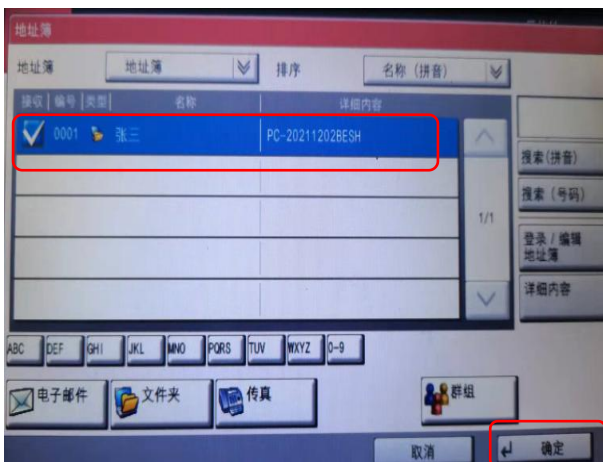 地址簿
地址簿 地址簿 排序 名称（拼音）
接收 编号 类型 名称 详细内容
0001 张三 PC-20211202BESH
搜索(拼音)
搜索（号码）
1/1
登录 / 编辑
地址簿
详细内容
ABC DEF GHI JKL MNO PQRS TUV WXYZ 0-9
电子邮件 文件夹 传真 群组
取消 确定